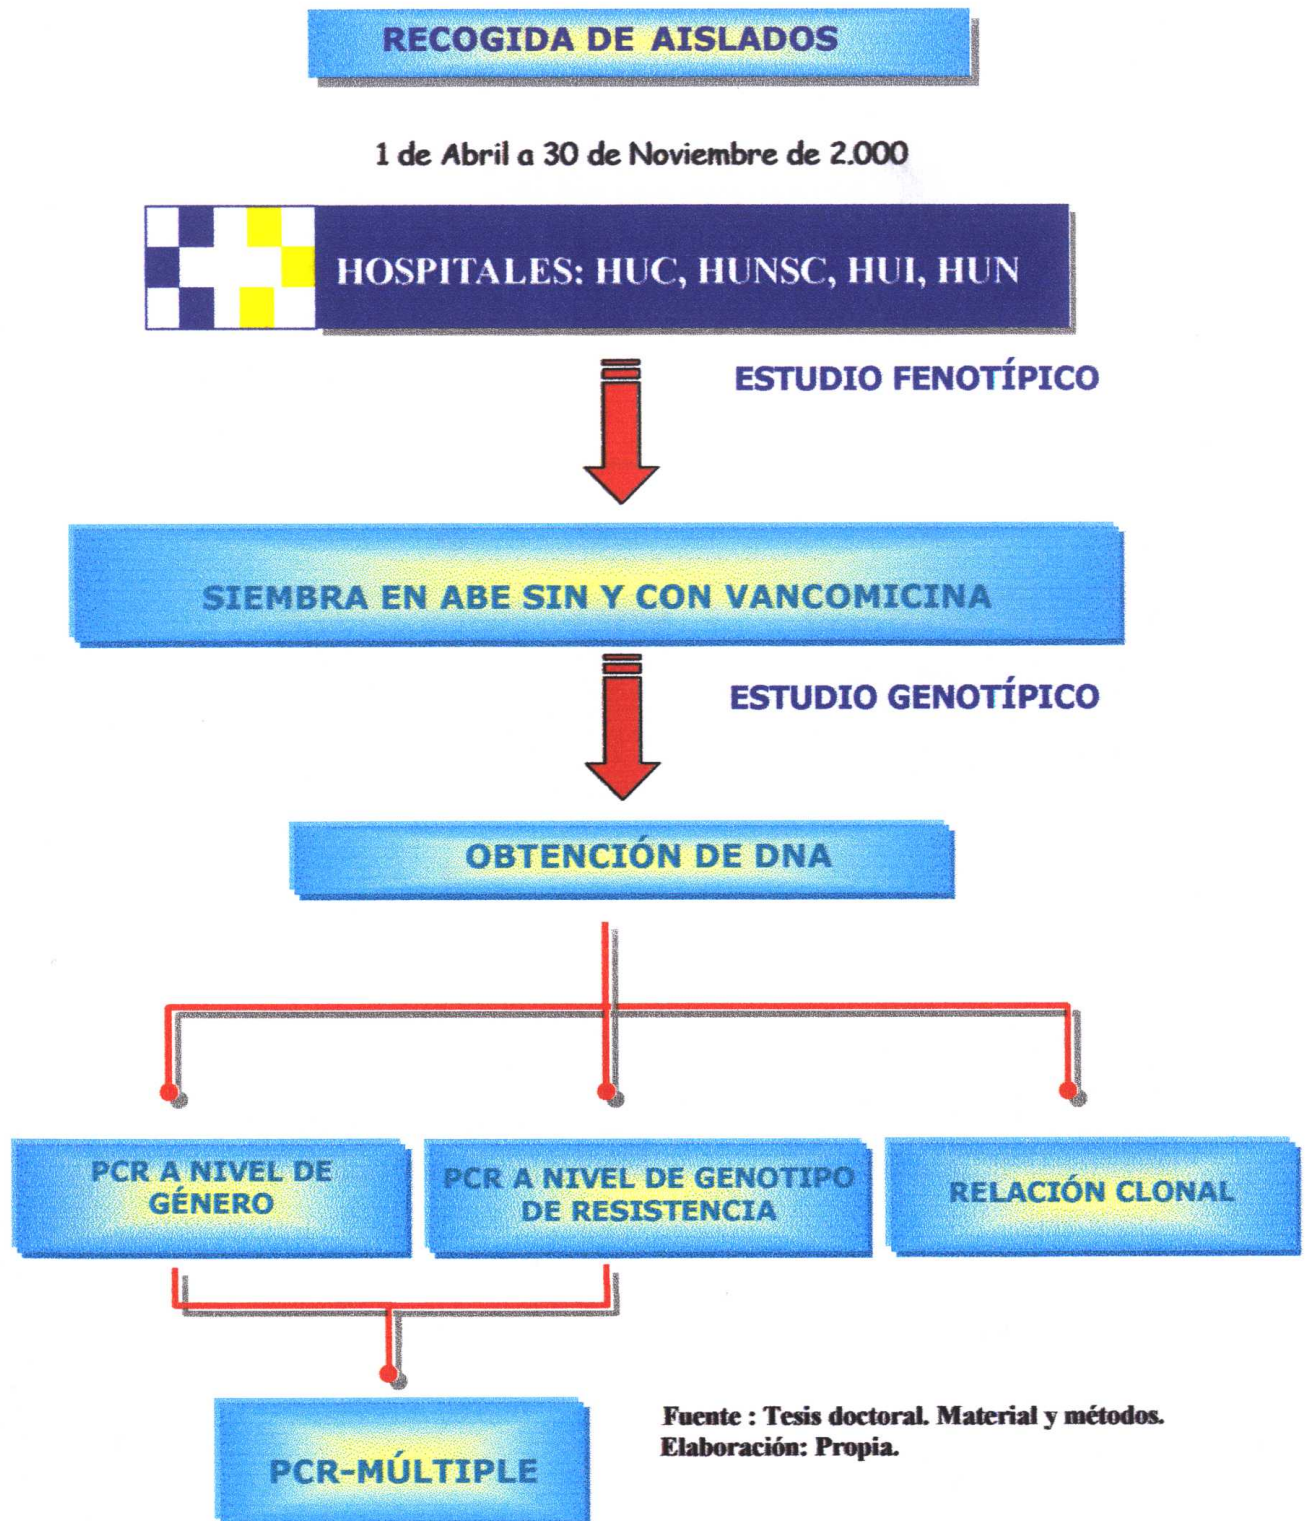 RECOGIDA DE AISLADOS
1 de Abril a 30 de Noviembre de 2.000
HOSPITALES: HUC, HUNSC, HUI, HUN
ESTUDIO FENOTÍPICO
SIEMBRA EN ABE SIN Y CON VANCOMICINA
ESTUDIO GENOTÍPICO
OBTENCIÓN DE DNA
PCR A NIVEL DE
GÉNERO
PCR A NIVEL DE GENOTIPO
DE RESISTENCIA
RELACIÓN CLONAL
PCR-MÚLTIPLE
Fuente : Tesis doctoral. Material y métodos.
Elaboración: Propia.